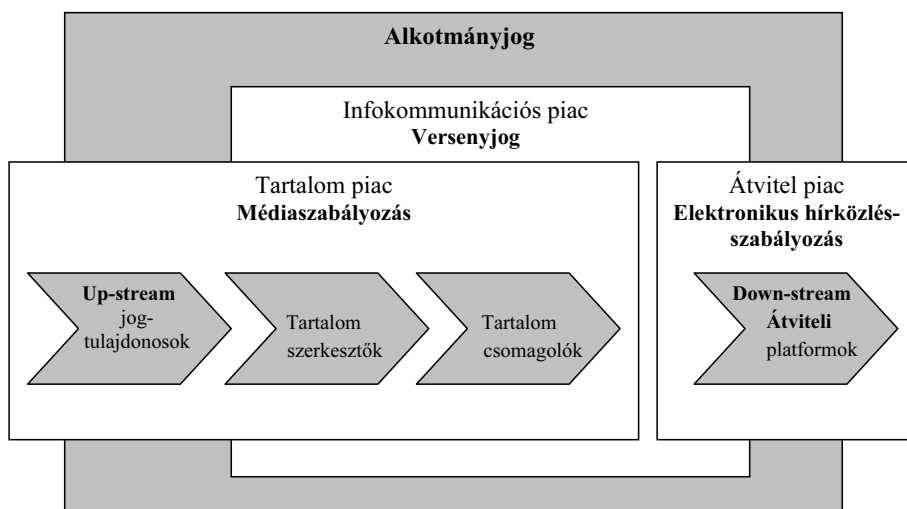 Alkotmányjog
Infokommunikációs piac
Versenyjog
Tartalom piac
Médiaszabályozás
Up-stream
jog-
tulajdonosok
Tartalom
szerkesztők
Tartalom
csomagolók
Átvitel piac
Elektronikus hírközlés-
szabályozás
Down-stream
Átviteli
platformok